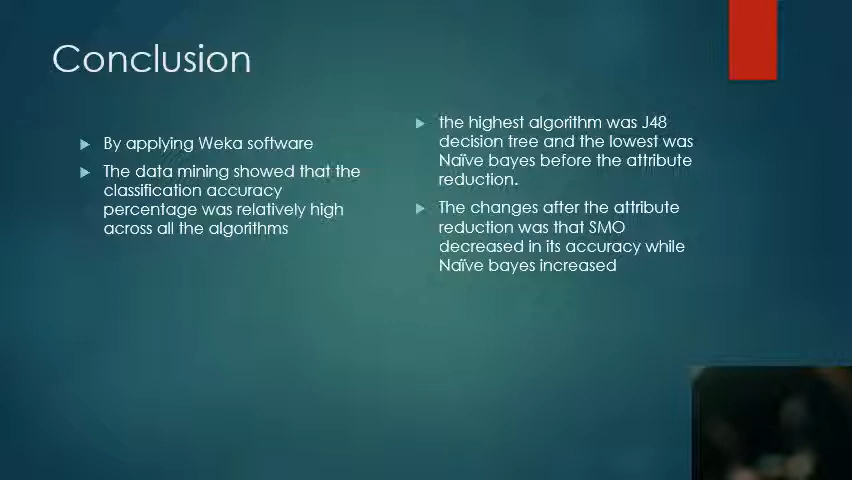 Conclusion
By applying Weka software
The data mining showed that the
classification accuracy
percentage was relatively high
across all the algorithms
the highest algorithm was J48
decision tree and the lowest was
Naïve bayes before the attribute
reduction.
The changes after the attribute
reduction was that SMO
decreased in its accuracy while
Naïve bayes increased